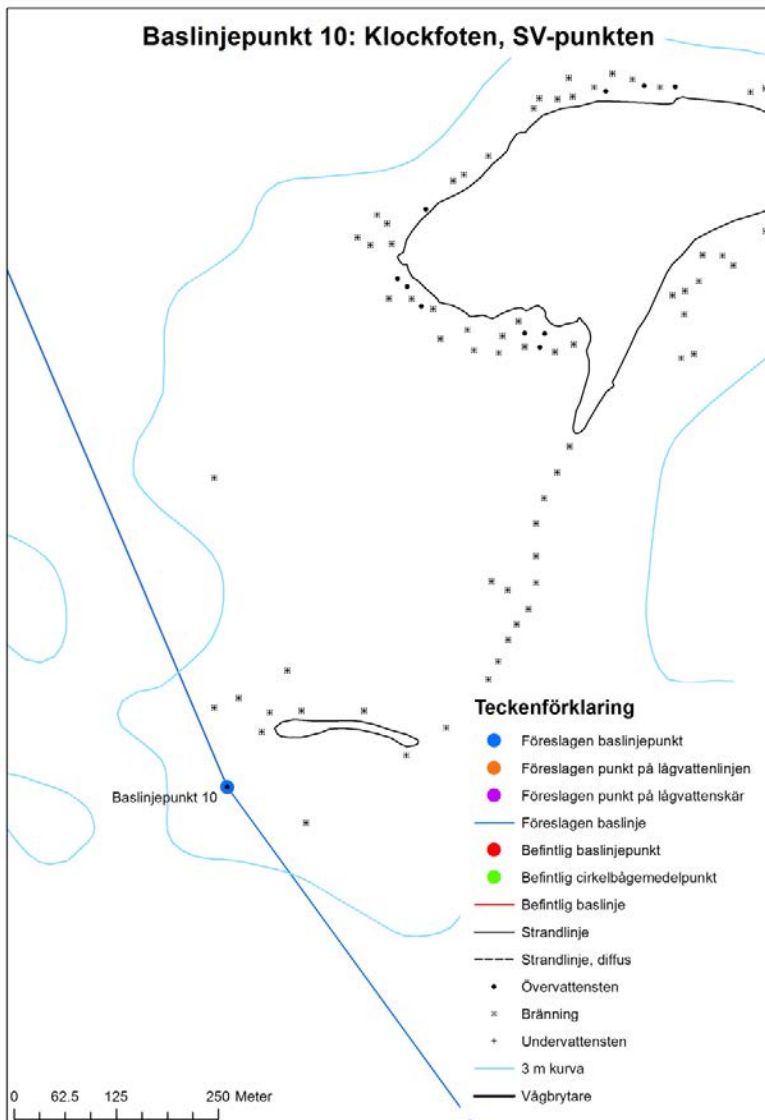 Baslinjepunkt 10: Klockfoten, SV-punkten
Baslinjepunkt 10
Teckenförklaring
Föreslagen baslinjepunkt
Föreslagen punkt på lågvattenlinjen
Föreslagen punkt på lågvattenskär
Föreslagen baslinje
Befintlig baslinjepunkt
Befintlig cirkelbågemedelpunkt
Befintlig baslinje
Strandlinje
Strandlinje, diffus
Övervattensten
Bränning
Undervattensten
3 m kurva
Vågbrytare
0 62.5 125 250 Meter